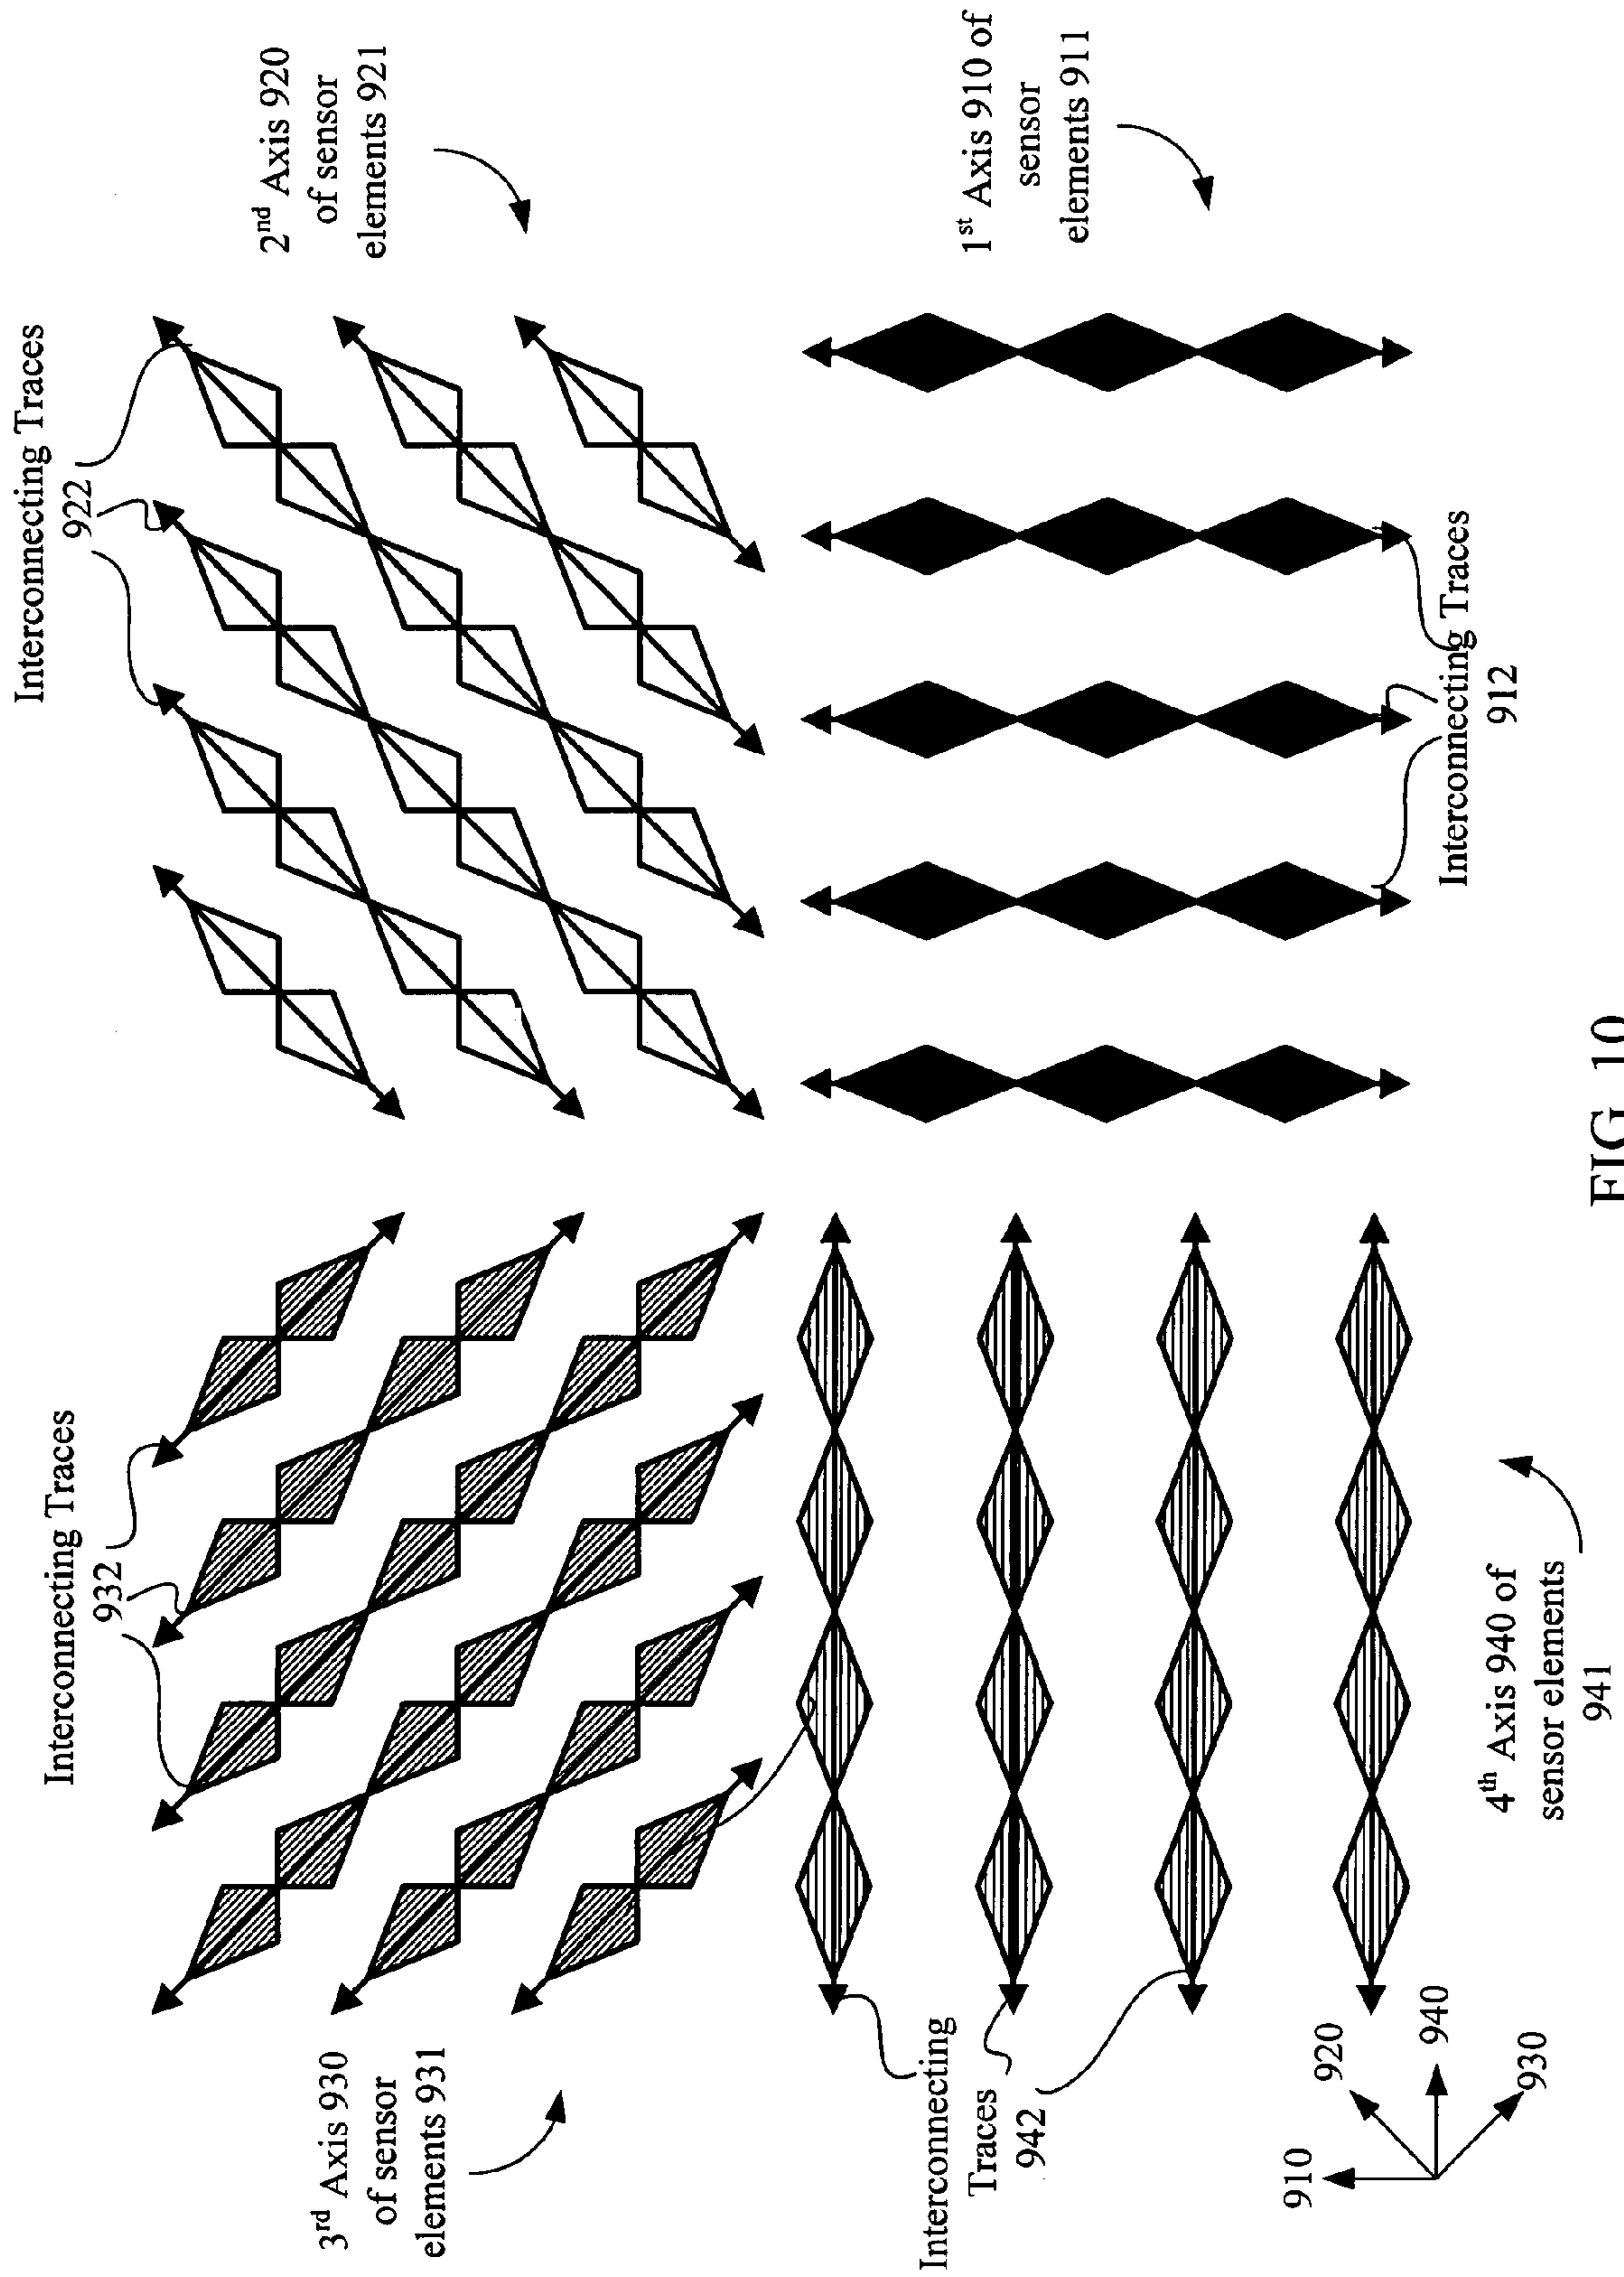 Interconnecting Traces
932
Interconnecting Traces
922
3rd Axis 930
of sensor
elements 931
2nd Axis 920
of sensor
elements 921
Interconnecting
Traces
942
1st Axis 910 of
sensor
elements 911
910
920
940
930
4th Axis 940 of
sensor elements
941
Interconnecting Traces
912
FIG 10